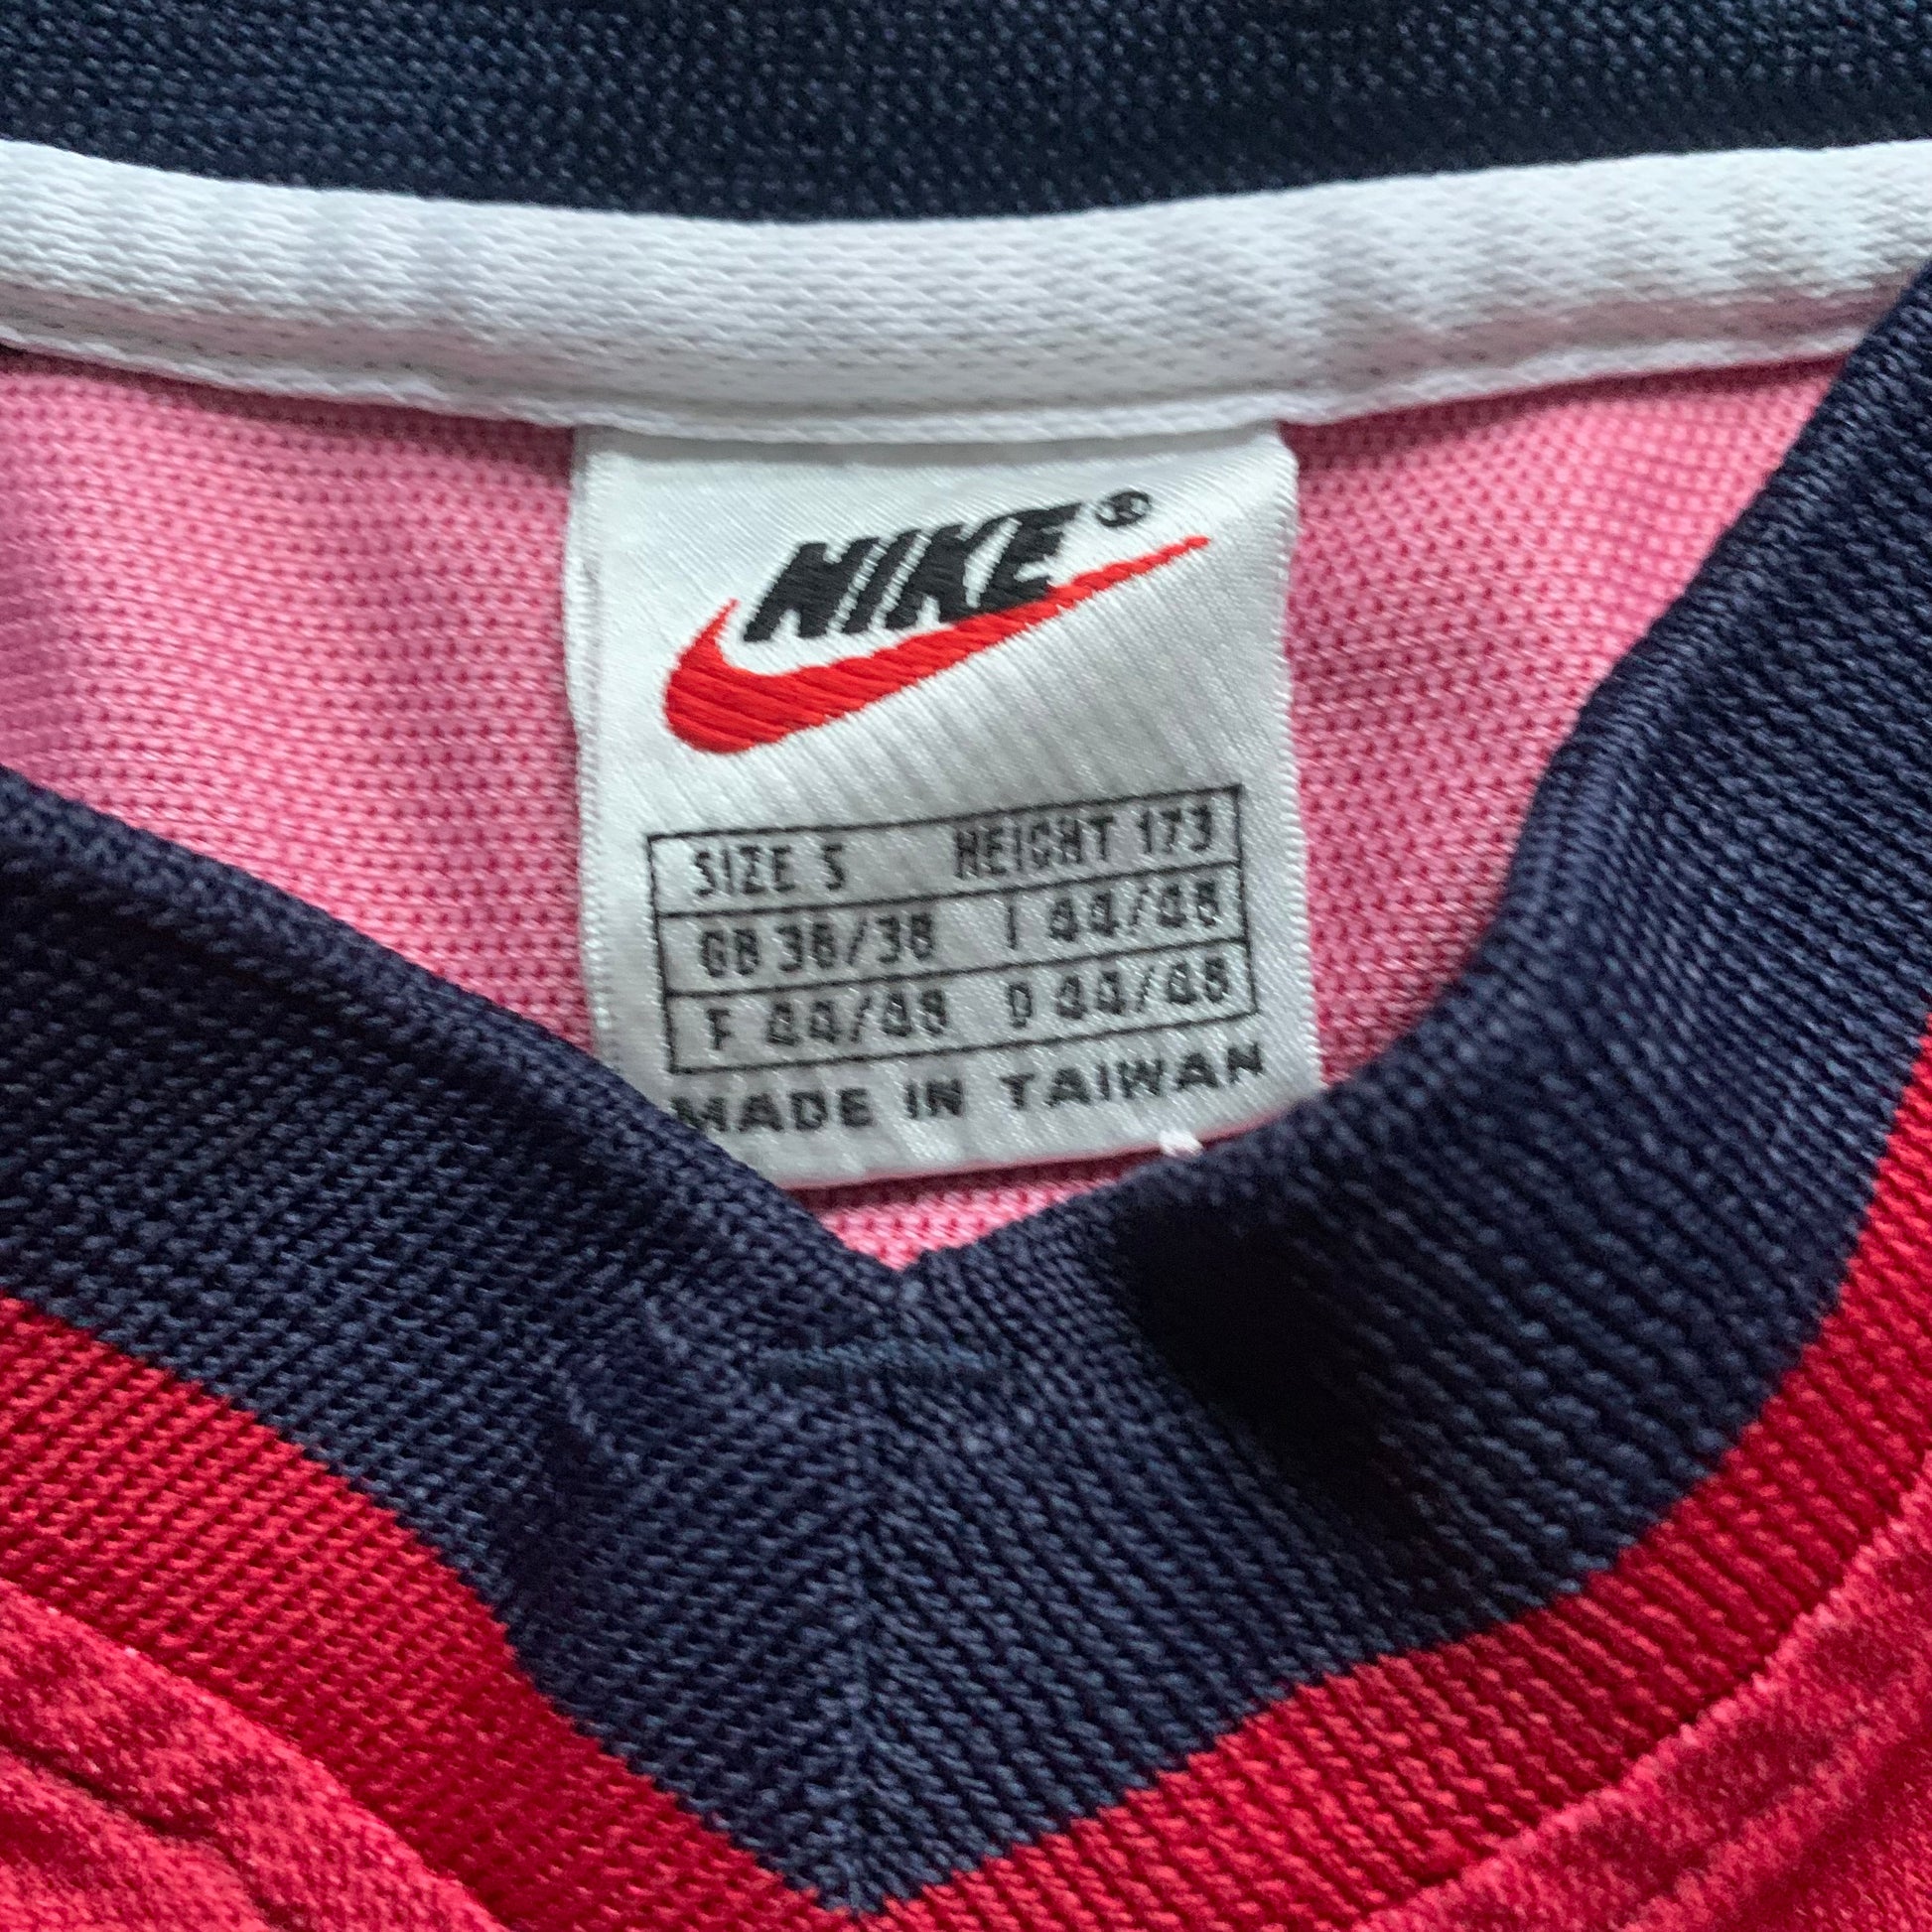 NIKE®
SIZE S HEIGHT 173
GB 36/38 I 44/48
F 44/48 D 44/48
MADE IN TAIWAN